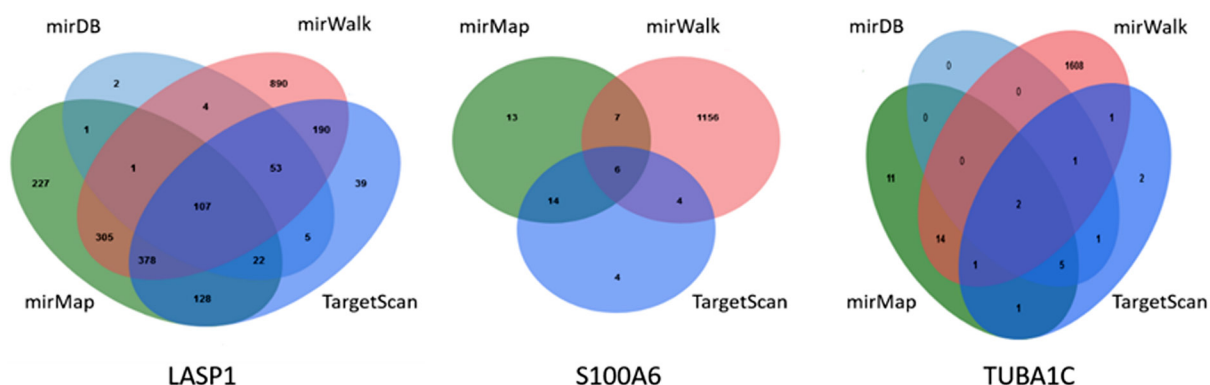 mirDB
mirWalk
2
890
4
1
190
1
53
227
39
107
305
5
378
22
128
mirMap
TargetScan
LASP1
mirMap
mirWalk
13
7
1156
6
14
4
4
TargetScan
S100A6
mirDB
mirWalk
0
1608
0
0
1
0
1
11
2
2
14
1
1
5
1
mirMap
TargetScan
TUBA1C